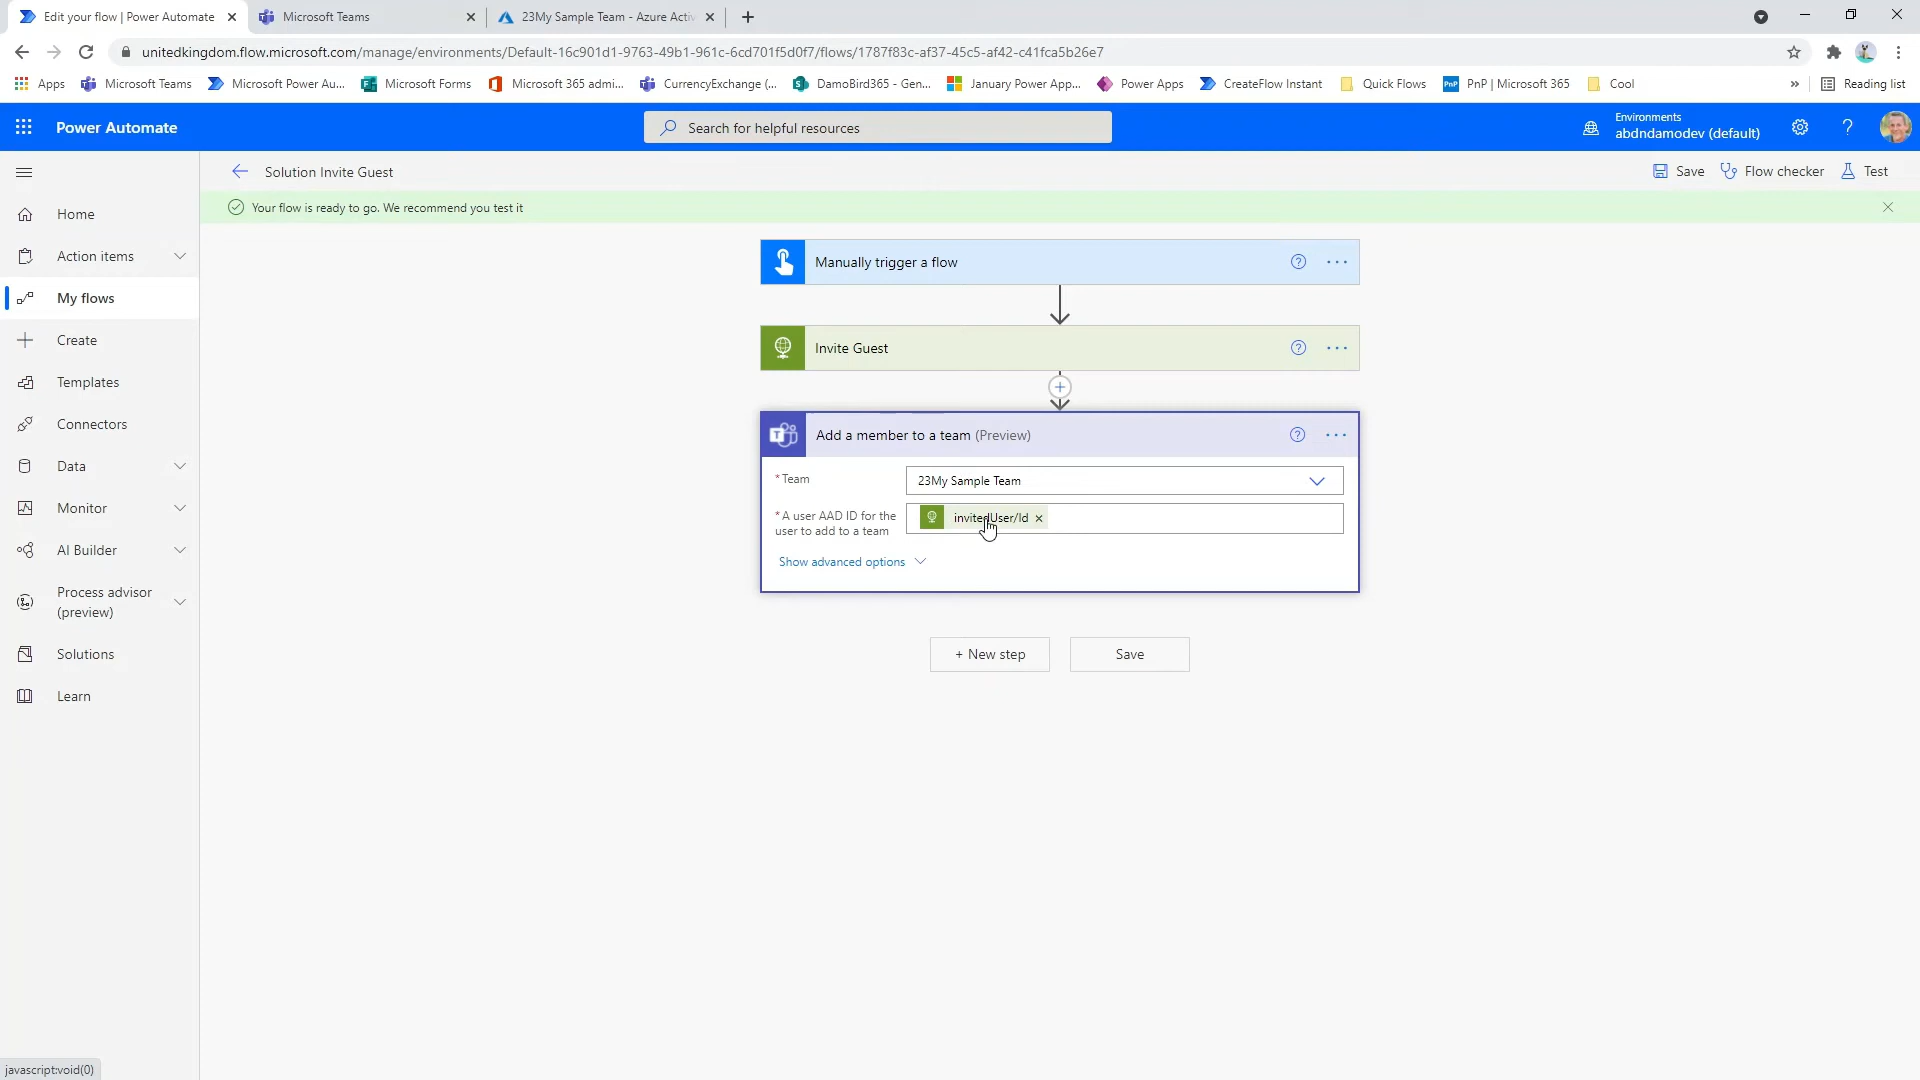 Edit your flow | Power Automate
Microsoft Teams
23My Sample Team - Azure Activ
unitedkingdom.flow.microsoft.com/manage/environments/Default-16c901d1-9763-49b1-961c-6cd701f5d0f7/flows/1787f83c-af37-45c5-af42-c41fca5b26e7
Apps
Microsoft Teams
Microsoft Power Au...
Microsoft Forms
Microsoft 365 admi...
CurrencyExchange (...
DamoBird365 - Gen...
January Power App...
Power Apps
CreateFlow Instant
Quick Flows
PnP | Microsoft 365
Cool
»
Reading list
Power Automate
Search for helpful resources
Environments
abdndamodev (default)
Solution Invite Guest
Save
Flow checker
Test
Your flow is ready to go. We recommend you test it
Home
Action items
My flows
Create
Templates
Connectors
Data
Monitor
AI Builder
Process advisor
(preview)
Solutions
Learn
Manually trigger a flow
Invite Guest
Add a member to a team (Preview)
* Team
23My Sample Team
* A user AAD ID for the
user to add to a team
invitedUser/Id
Show advanced options
+ New step
Save
javascript:void(0)